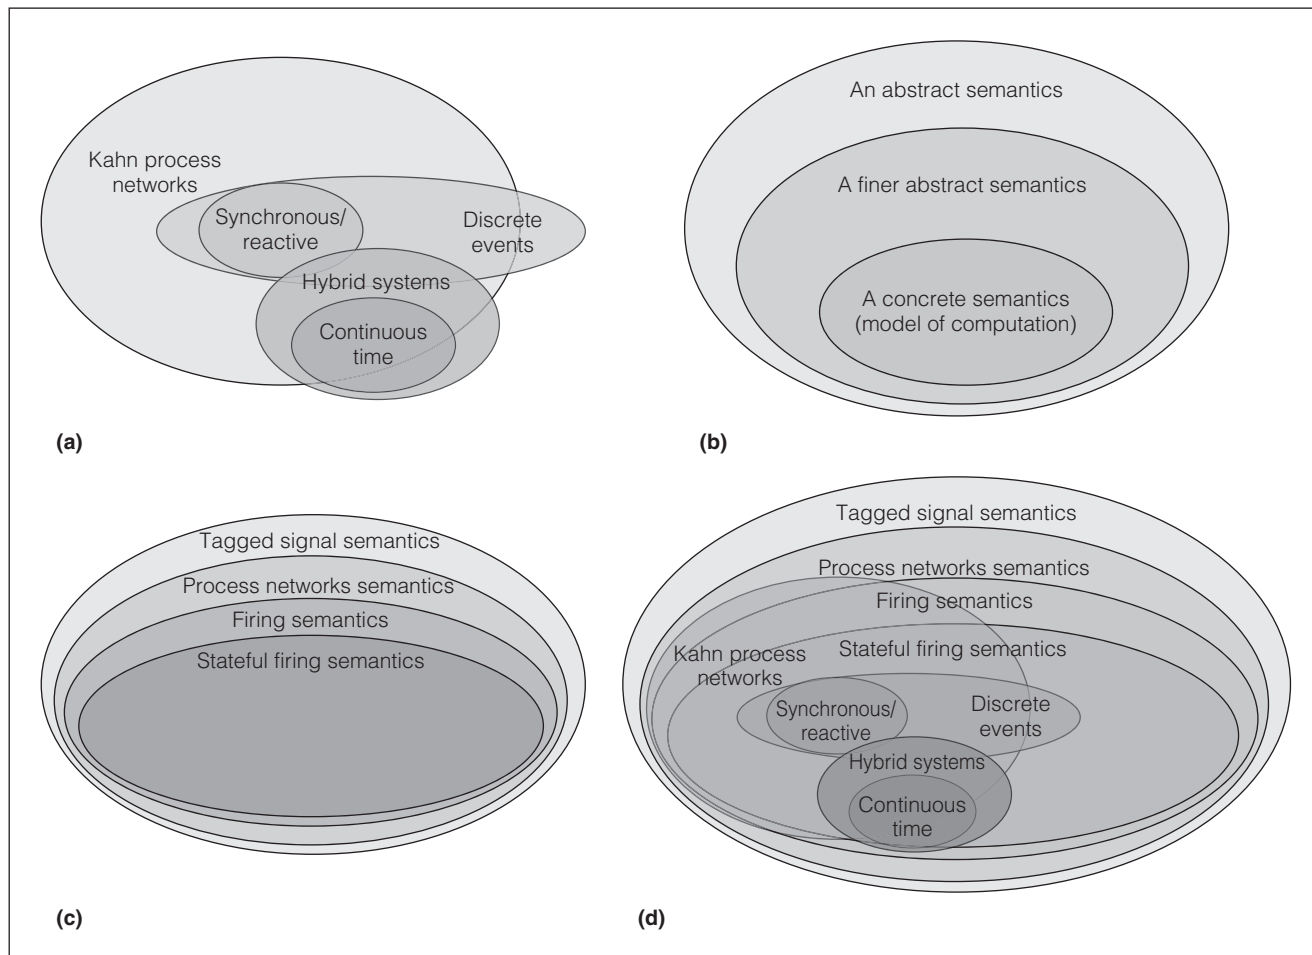 Kahn process
networks
Synchronous/
reactive
Discrete
events
Hybrid systems
Continuous
time
(a)
An abstract semantics
A finer abstract semantics
A concrete semantics
(model of computation)
(b)
Tagged signal semantics
Process networks semantics
Firing semantics
Stateful firing semantics
(c)
Tagged signal semantics
Process networks semantics
Firing semantics
Stateful firing semantics
Kahn process
networks
Synchronous/
reactive
Discrete
events
Hybrid systems
Continuous
time
(d)